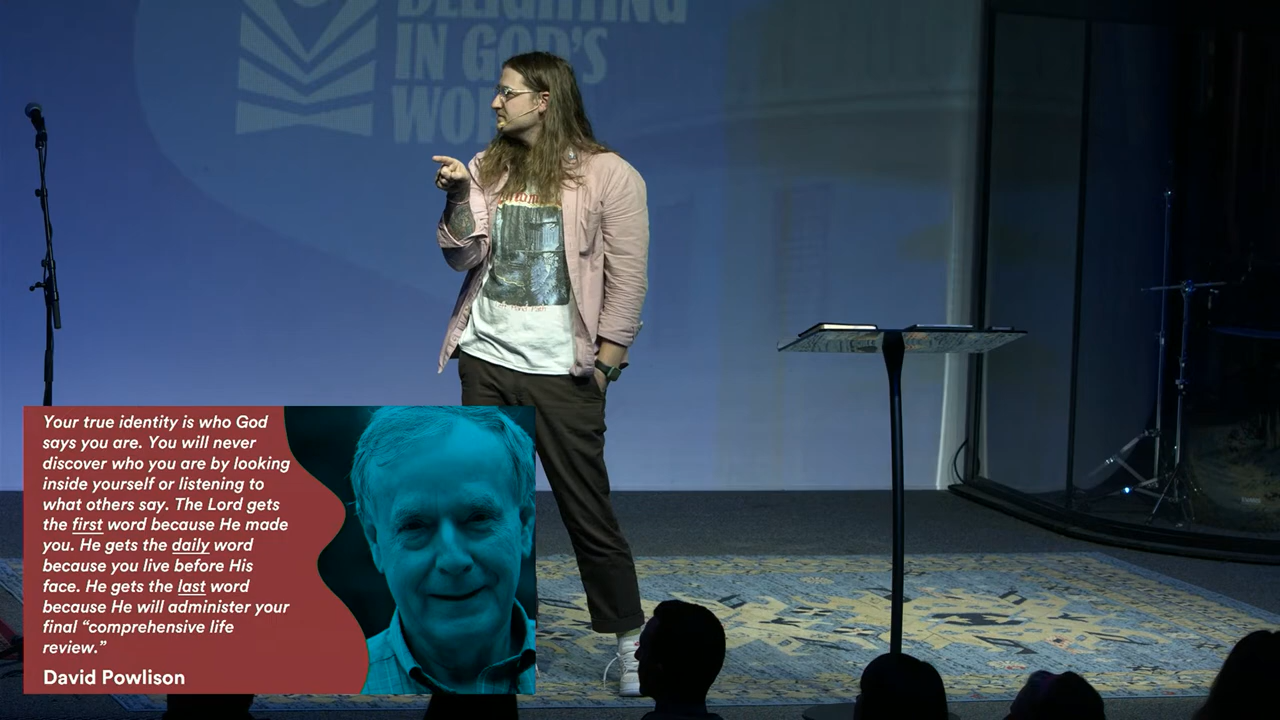 DELIGHTING
IN GOD'S
Your true identity is who God
says you are. You will never
discover who you are by looking
inside yourself or listening to
what others say. The Lord gets
the first word because He made
you. He gets the daily word
because you live before His
face. He gets the last word
because He will administer your
final “comprehensive life
review.”
David Powlison